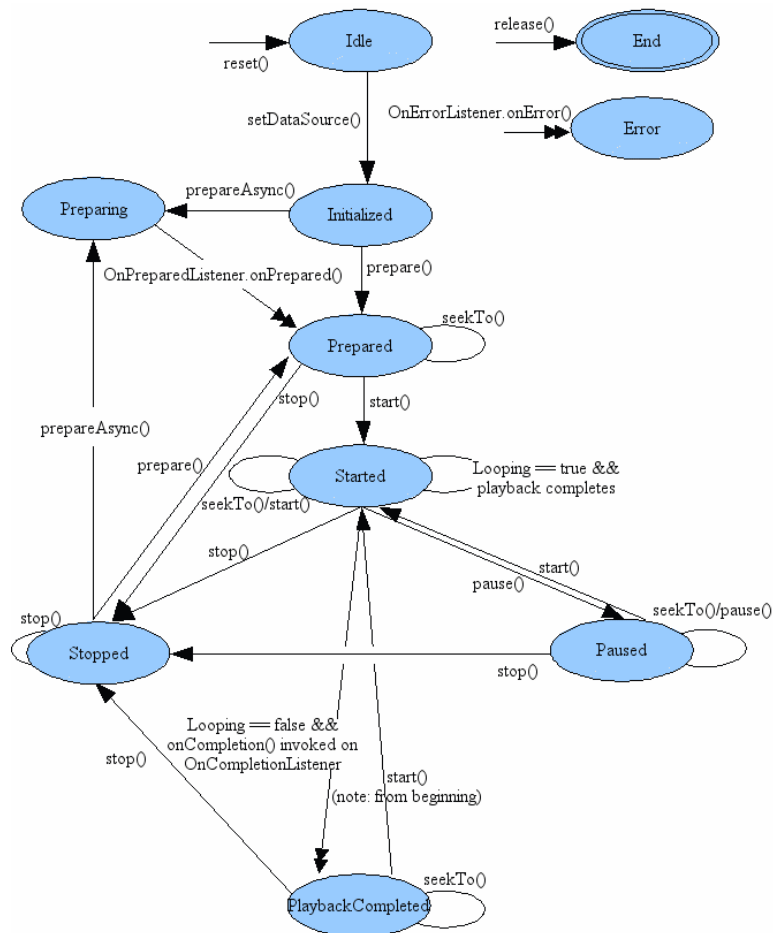 Idle
release()
End
reset()
setDataSource()
OnErrorListener.onError()
Error
prepareAsync()
Preparing
Initialized
OnPreparedListener.onPrepared()
prepare()
seekTo()
Prepared
stop()
start()
prepareAsync()
prepare()
Started
Looping == true &&
playback completes
seekTo()/start()
stop()
start()
pause()
stop()
seekTo()/pause()
Stopped
Paused
stop()
Looping == false &&
onCompletion() invoked on
OnCompletionListener
stop()
start()
(note: from beginning)
seekTo()
PlaybackCompleted